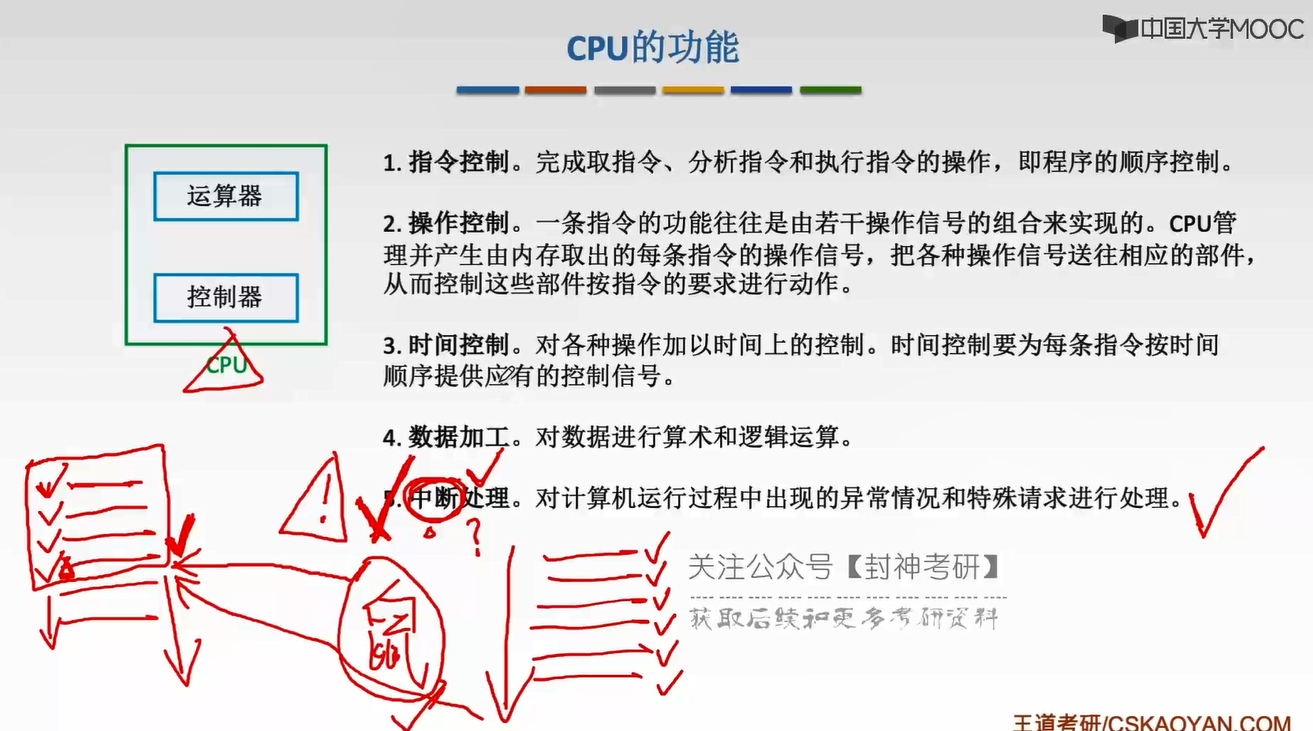 中国大学MOOC
CPU的功能
运算器
控制器
CPU
1. 指令控制。完成取指令、分析指令和执行指令的操作，即程序的顺序控制。
2. 操作控制。一条指令的功能往往是由若干操作信号的组合来实现的。CPU管
理并产生由内存取出的每条指令的操作信号，把各种操作信号送往相应的部件，
从而控制这些部件按指令的要求进行动作。
3. 时间控制。对各种操作加以时间上的控制。时间控制要为每条指令按时间
顺序提供应有的控制信号。
4. 数据加工。对数据进行算术和逻辑运算。
5. 中断处理。对计算机运行过程中出现的异常情况和特殊请求进行处理。
!
?
关注公众号【封神考研】
获取后续和更多考研资料
王道考研/CSKAOYAN.COM